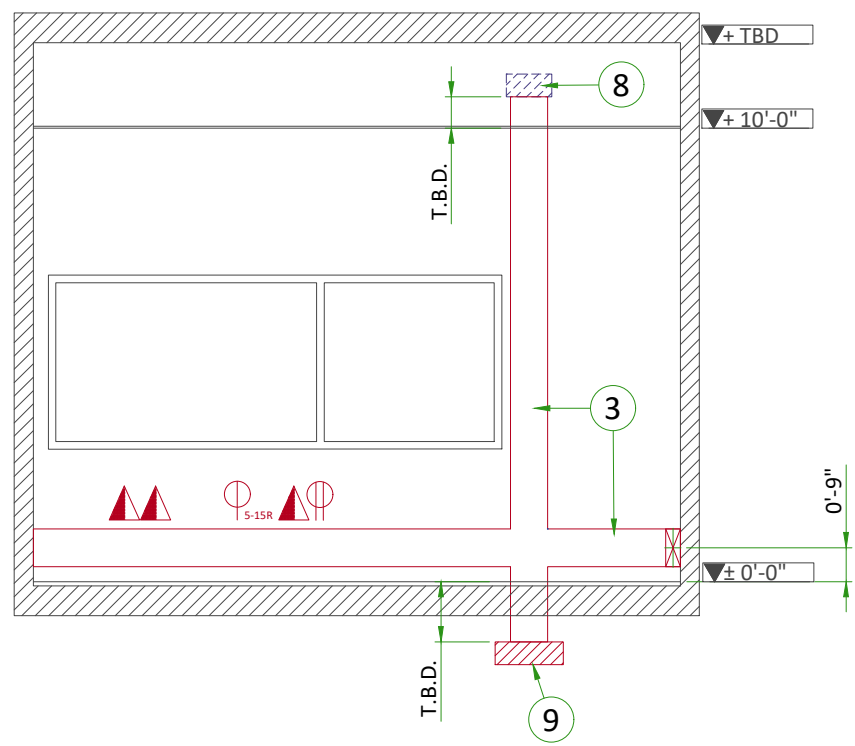 + TBD
8
+ 10'-0"
T.B.D.
3
0'-9"
5-15R
± 0'-0"
T.B.D.
9